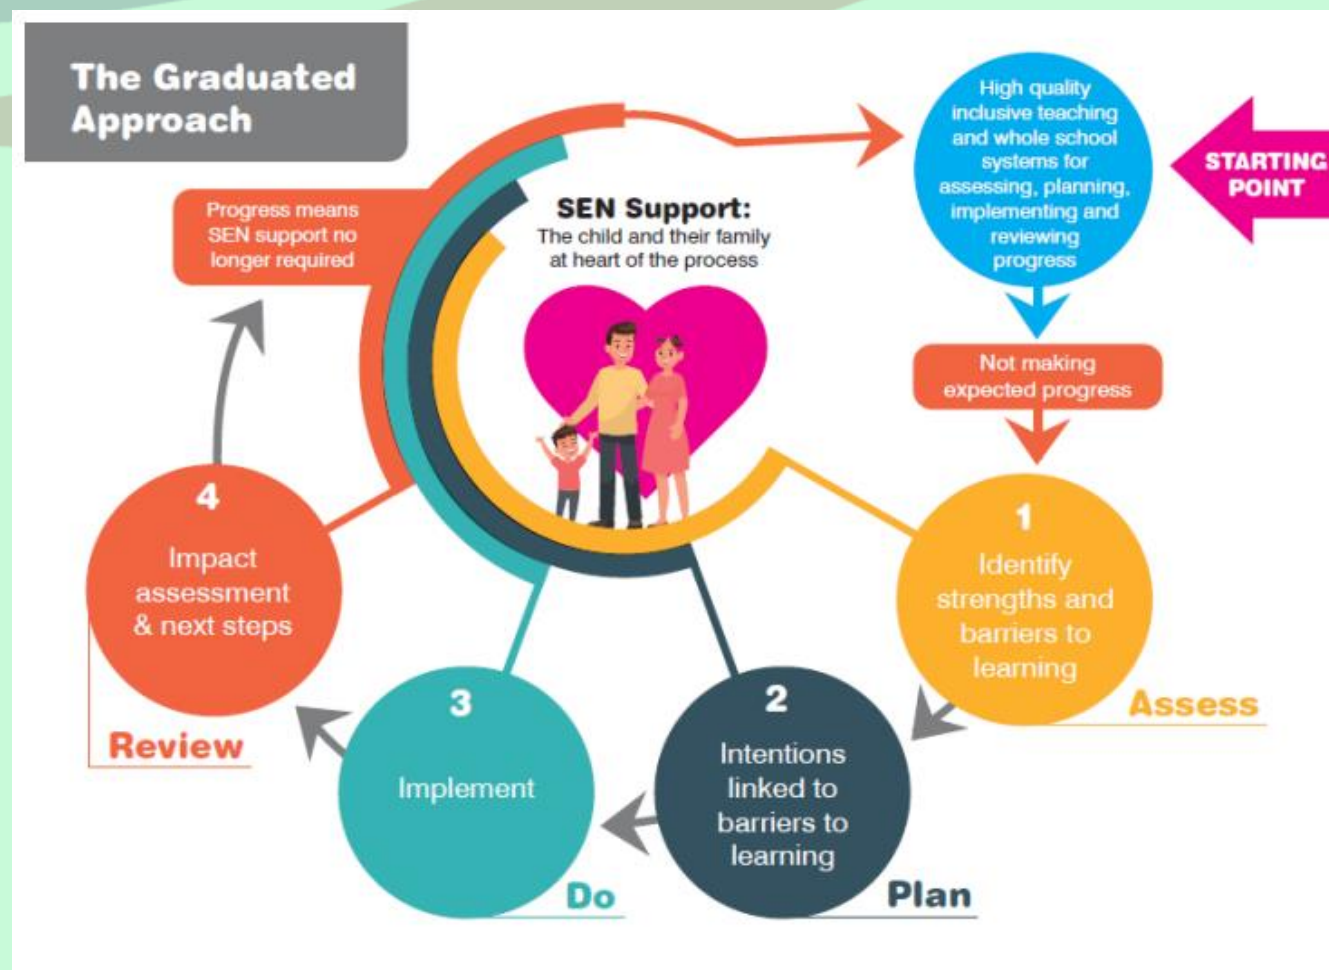 The Graduated
Approach
High quality
inclusive teaching
and whole school
systems for
assessing, planning,
implementing and
reviewing
progress
STARTING
POINT
Progress means
SEN support no
longer required
SEN Support:
The child and their family
at heart of the process
Not making
expected progress
1
Identify
strengths and
barriers to
learning
Assess
2
Intentions
linked to
barriers to
learning
Plan
3
Implement
Do
4
Impact
assessment
& next steps
Review